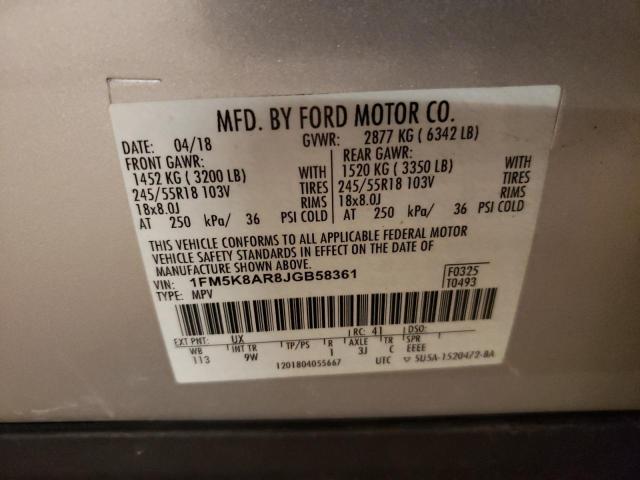 MFD. BY FORD MOTOR CO.
DATE: 04/18 GVWR: 2877 KG ( 6342 LB)
FRONT GAWR: REAR GAWR:
1452 KG ( 3200 LB) WITH 1520 KG ( 3350 LB) WITH
245/55R18 103V TIRES 245/55R18 103V TIRES
18x8.0J RIMS 18x8.0J RIMS
AT 250 kPa/ 36 PSI COLD AT 250 kPa/ 36 PSI COLD
THIS VEHICLE CONFORMS TO ALL APPLICABLE FEDERAL MOTOR
VEHICLE SAFETY STANDARDS IN EFFECT ON THE DATE OF
MANUFACTURE SHOWN ABOVE.
VIN: 1FM5K8AR8JGB58361 F0325
TYPE: MPV T0493
EXT PNT: UX RC: 41 DSO:
WB INT TR TP/PS R AXLE TR SPR
113 9W 1 3J C EEEE
1201804055667 UTC 5U5A-1520472-BA